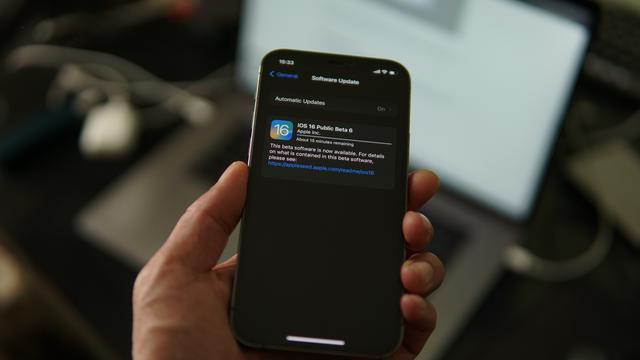 19:33
General
Software Update
Automatic Updates
On
16
iOS 16 Public Beta 6
Apple Inc.
About 15 minutes remaining
This beta software is now available. For details
on what is contained in this beta software,
please see:
https://appleseed.apple.com/readme/ios16